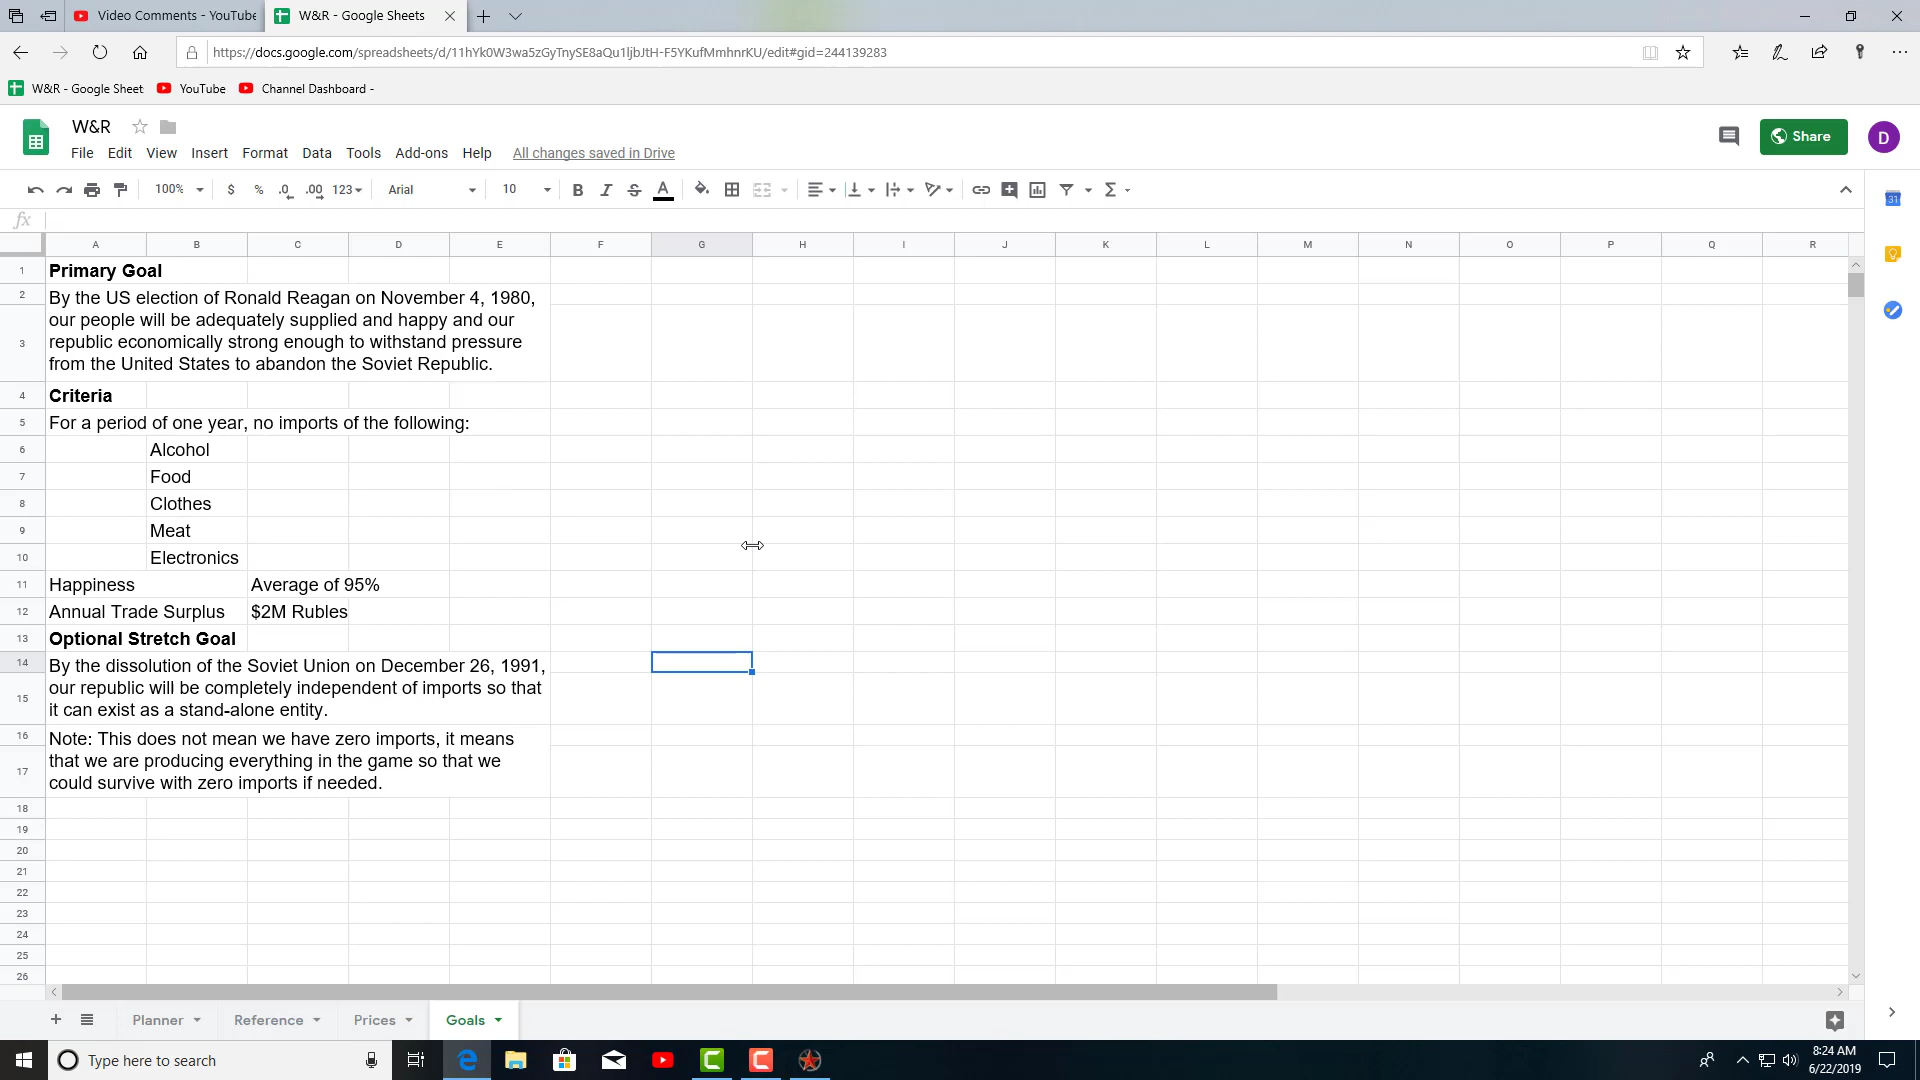 Video Comments - YouTube
W&R - Google Sheets
https://docs.google.com/spreadsheets/d/11hYk0W3wa5zGyTnySE8aQu1ljbJtH-F5YKufMmhnrKU/edit#gid=244139283
W&R - Google Sheet YouTube Channel Dashboard -
W&R
File Edit View Insert Format Data Tools Add-ons Help All changes saved in Drive
Share
D
100% $ % .0 .00 123 Arial 10 B I S A Σ
31
fx
A B C D E F G H I J K L M N O P Q R
1 Primary Goal
2 By the US election of Ronald Reagan on November 4, 1980,
our people will be adequately supplied and happy and our
3 republic economically strong enough to withstand pressure
from the United States to abandon the Soviet Republic.
4 Criteria
5 For a period of one year, no imports of the following:
6 Alcohol
7 Food
8 Clothes
9 Meat
10 Electronics
11 Happiness Average of 95%
12 Annual Trade Surplus $2M Rubles
13 Optional Stretch Goal
14 By the dissolution of the Soviet Union on December 26, 1991,
our republic will be completely independent of imports so that
15 it can exist as a stand-alone entity.
16 Note: This does not mean we have zero imports, it means
that we are producing everything in the game so that we
17 could survive with zero imports if needed.
18
19
20
21
22
23
24
25
26
Planner Reference Prices Goals
Type here to search
8:24 AM
6/22/2019